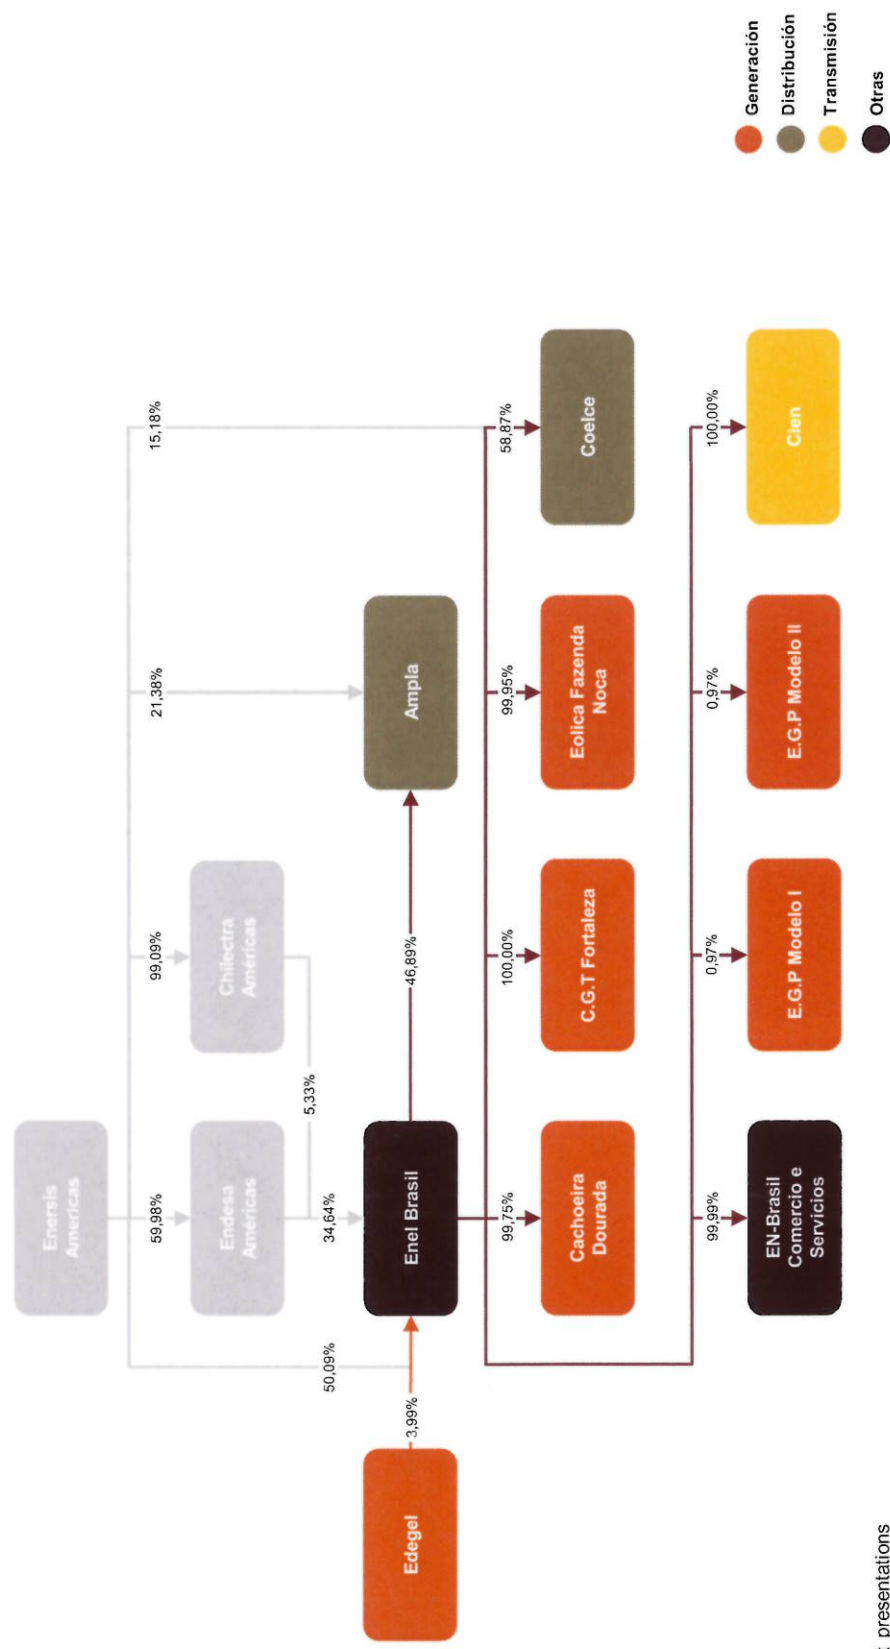 Enersis
Americas
59,98%
99,09%
21,38%
15,18%
Endesa
Américas
Chilectra
Américas
50,09%
34,64%
5,33%
Edegel
3,99%
Enel Brasil
46,89%
Ampla
99,75%
100,00%
99,95%
58,87%
Cachoeira
Dourada
C.G.T Fortaleza
Eolica Fazenda
Noca
Coelce
99,99%
0,97%
0,97%
100,00%
EN-Brasil
Comercio e
Servicios
E.G.P Modelo I
E.G.P Modelo II
Cien
Generación
Distribución
Transmisión
Otras
presentations